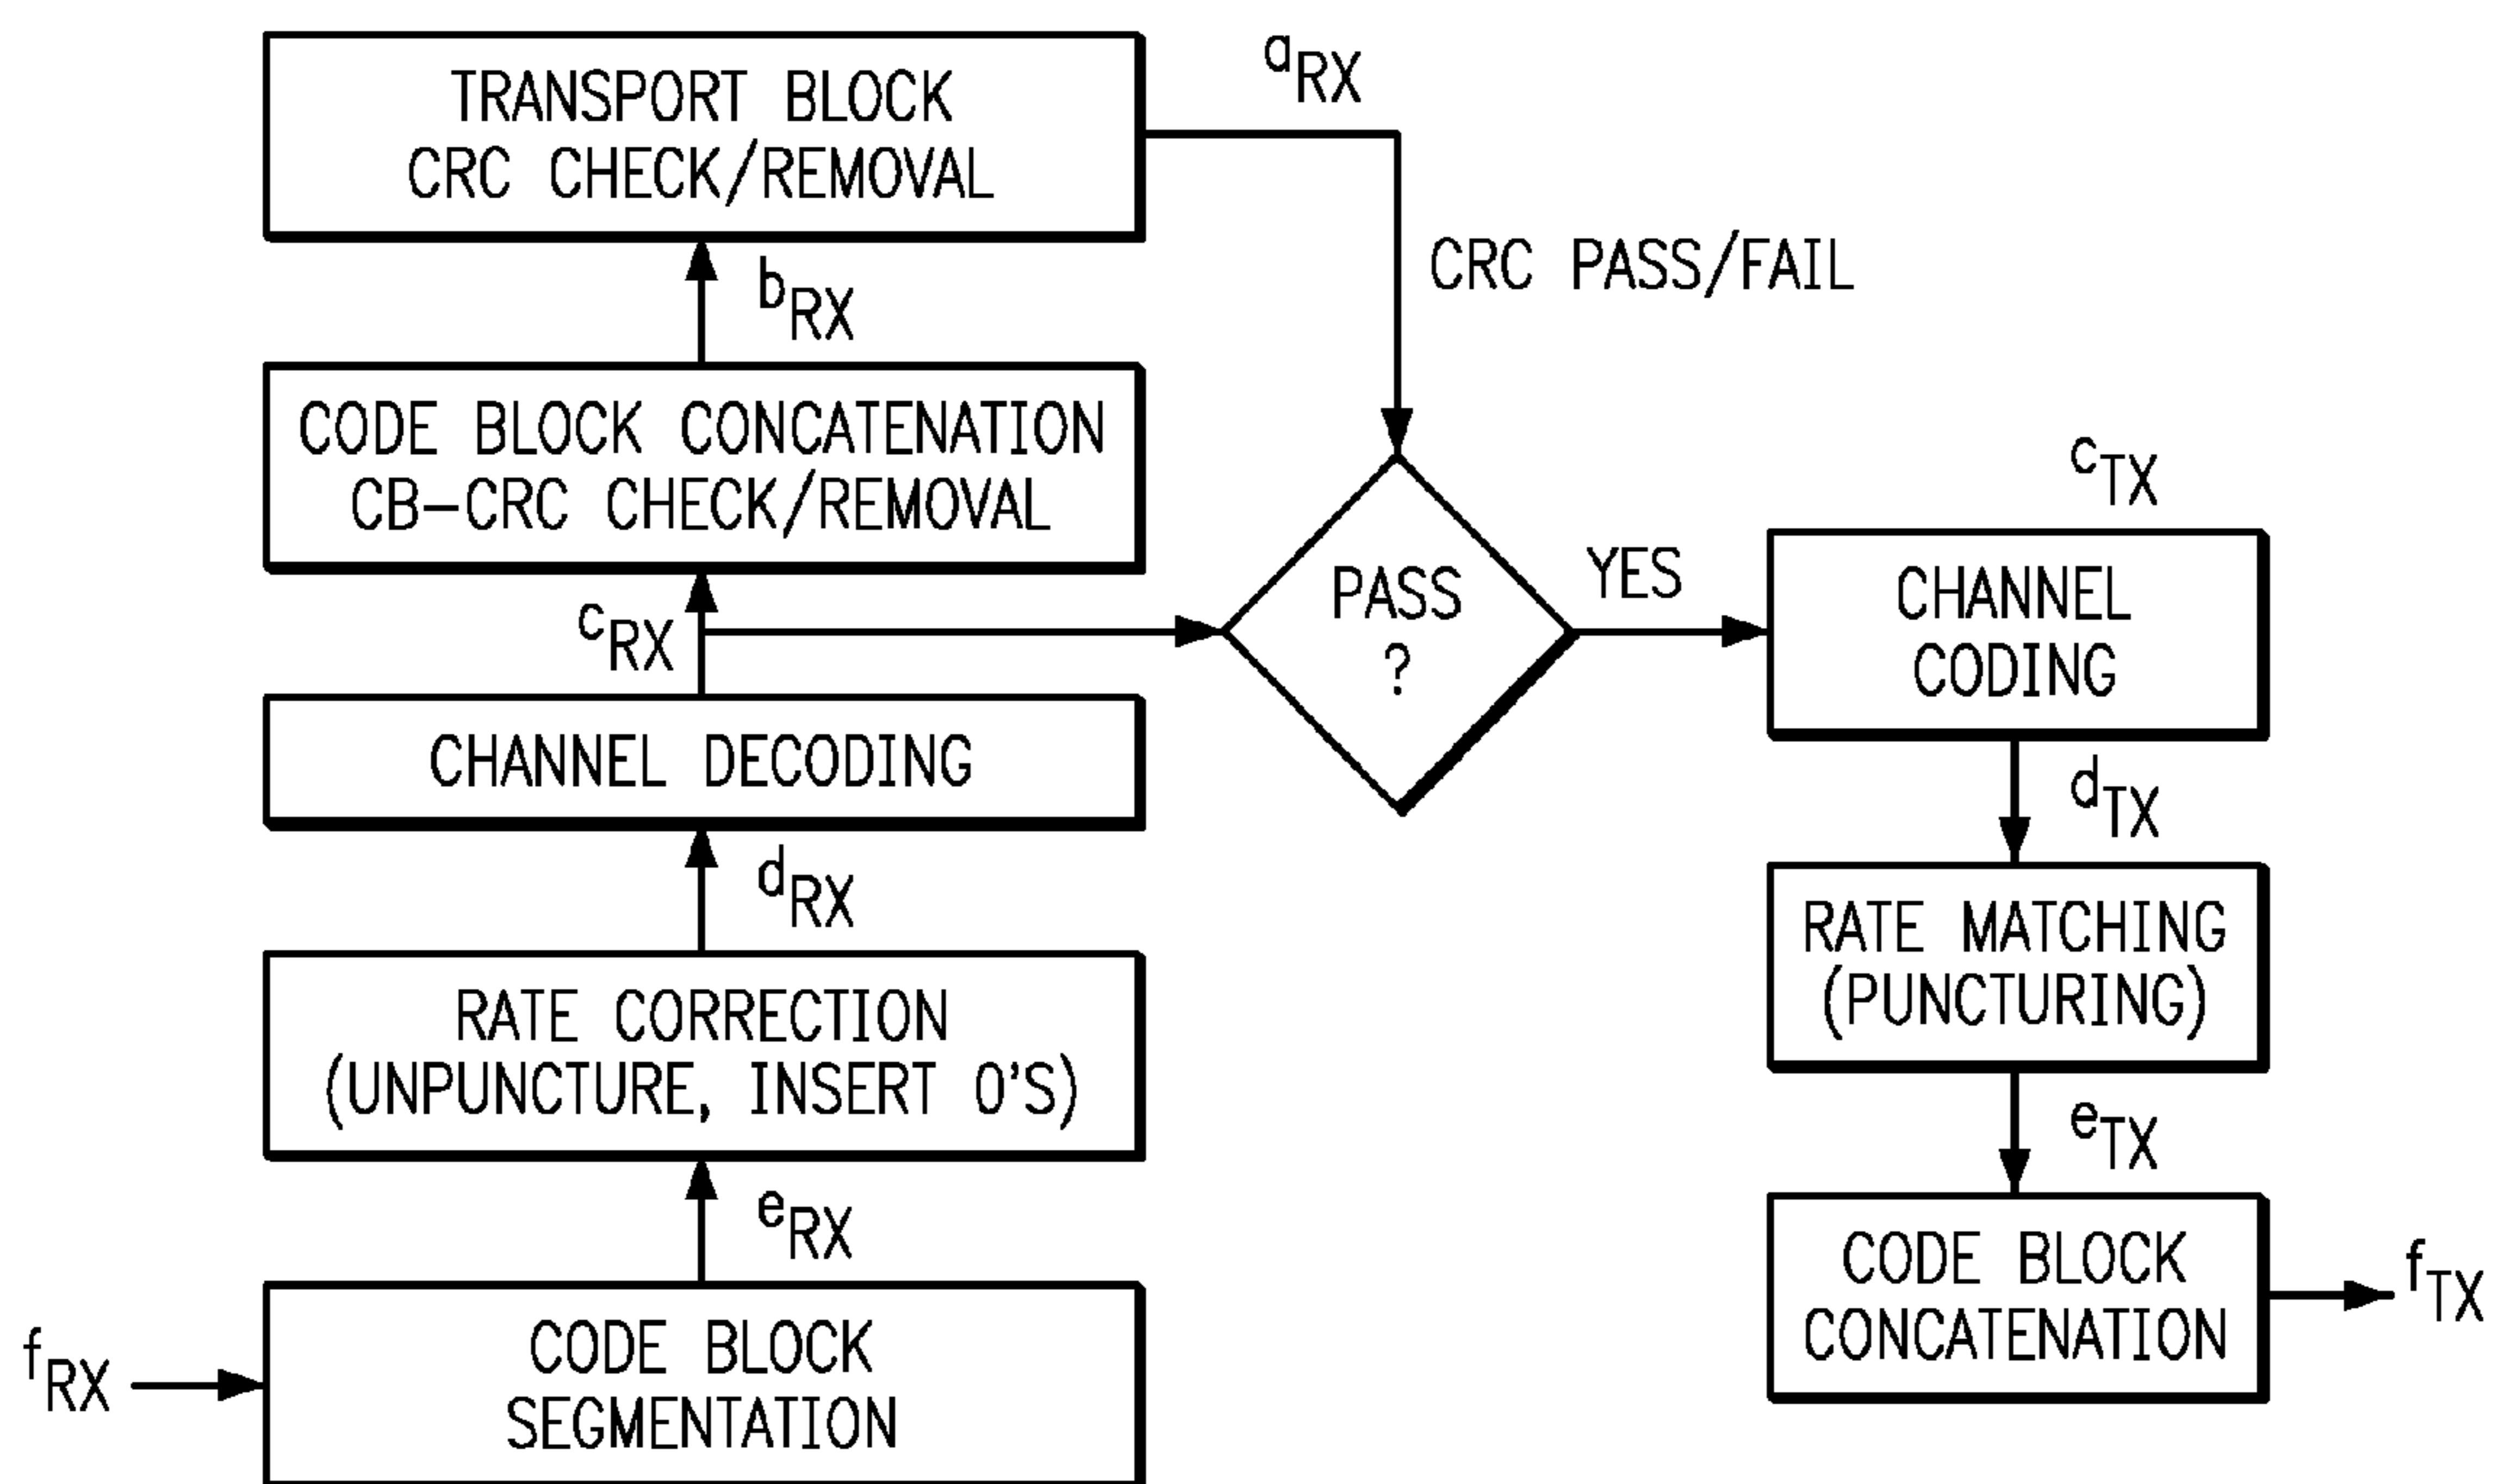 TRANSPORT BLOCK
CRC CHECK/REMOVAL
aRX
bRX
CRC PASS/FAIL
CODE BLOCK CONCATENATION
CB-CRC CHECK/REMOVAL
cRX
PASS
?
YES
cTX
CHANNEL
CODING
CHANNEL DECODING
dTX
dRX
RATE MATCHING
(PUNCTURING)
RATE CORRECTION
(UNPUNCTURE, INSERT 0'S)
eTX
eRX
CODE BLOCK
CONCATENATION
fTX
fRX
CODE BLOCK
SEGMENTATION